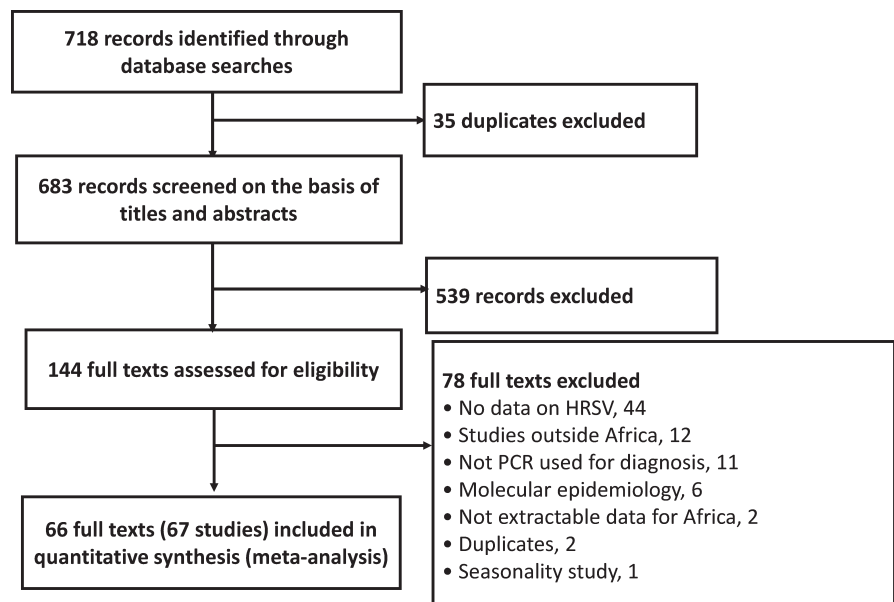 718 records identified through
database searches
35 duplicates excluded
683 records screened on the basis of
titles and abstracts
539 records excluded
144 full texts assessed for eligibility
78 full texts excluded
• No data on HRSV, 44
• Studies outside Africa, 12
• Not PCR used for diagnosis, 11
• Molecular epidemiology, 6
• Not extractable data for Africa, 2
• Duplicates, 2
• Seasonality study, 1
66 full texts (67 studies) included in
quantitative synthesis (meta-analysis)